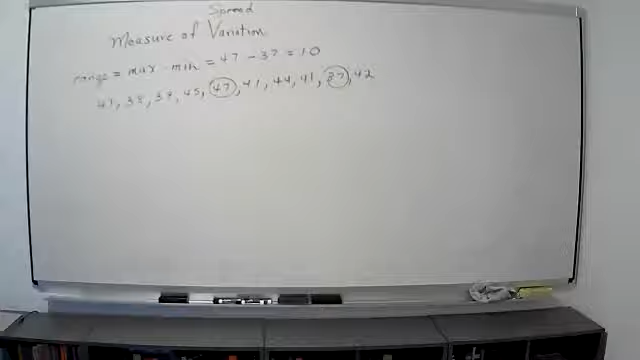 Spread
Measure of Variation
range = max - min = 47 - 37 = 10
41, 38, 39, 45, 47, 41, 44, 41, 37, 42